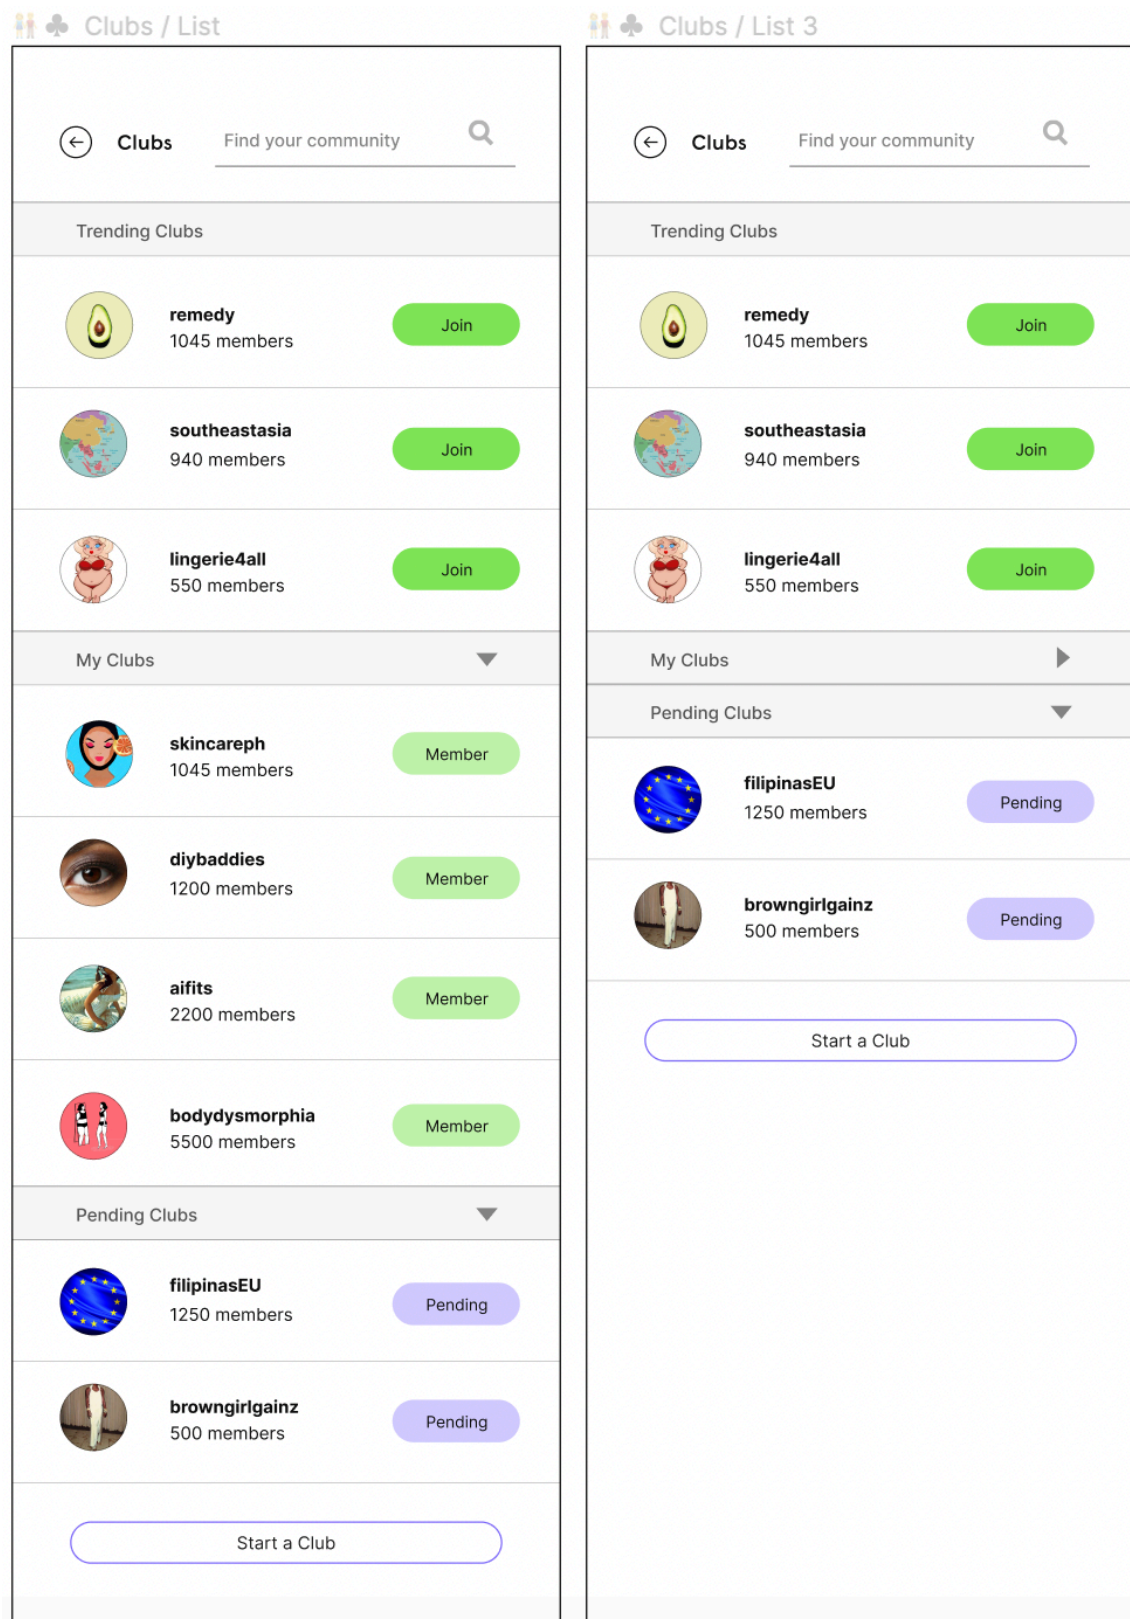 Clubs / List
Clubs
Find your community
Trending Clubs
remedy
1045 members
Join
southeastasia
940 members
Join
lingerie4all
550 members
Join
My Clubs
skincareph
1045 members
Member
diybaddies
1200 members
Member
aifits
2200 members
Member
bodydysmorphia
5500 members
Member
Pending Clubs
filipinasEU
1250 members
Pending
browngirlgainz
500 members
Pending
Start a Club
Clubs / List 3
Clubs
Find your community
Trending Clubs
remedy
1045 members
Join
southeastasia
940 members
Join
lingerie4all
550 members
Join
My Clubs
Pending Clubs
filipinasEU
1250 members
Pending
browngirlgainz
500 members
Pending
Start a Club